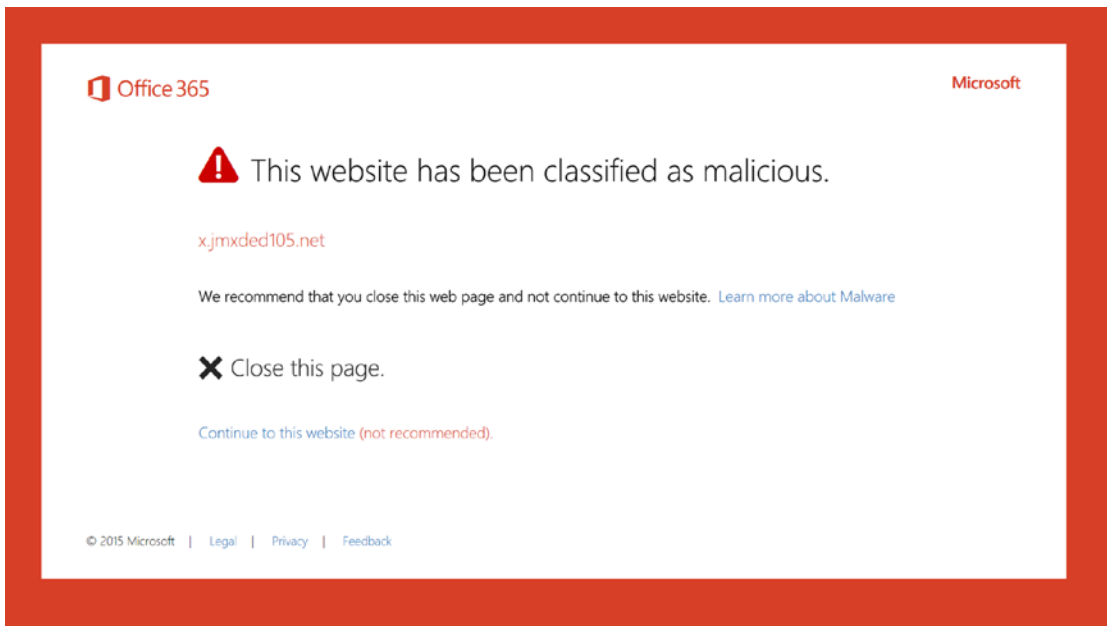 Office 365
Microsoft
This website has been classified as malicious.
x.jmxded105.net
We recommend that you close this web page and not continue to this website. Learn more about Malware
Close this page.
Continue to this website (not recommended).
© 2015 Microsoft | Legal | Privacy | Feedback